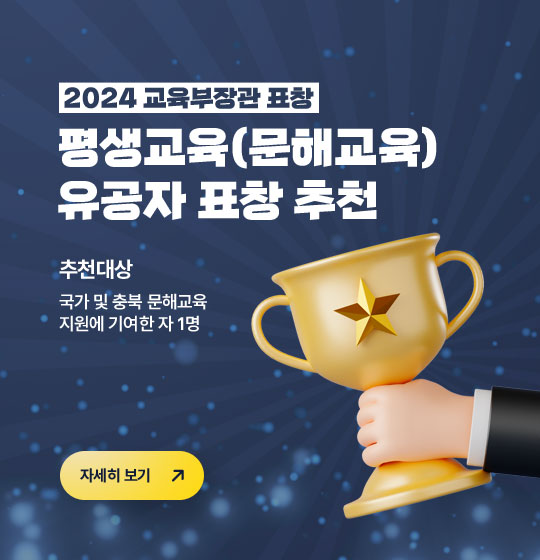 2024 교육부장관 표창
평생교육(문해교육)
유공자 표창 추천
추천대상
국가 및 충북 문해교육
지원에 기여한 자 1명
자세히 보기